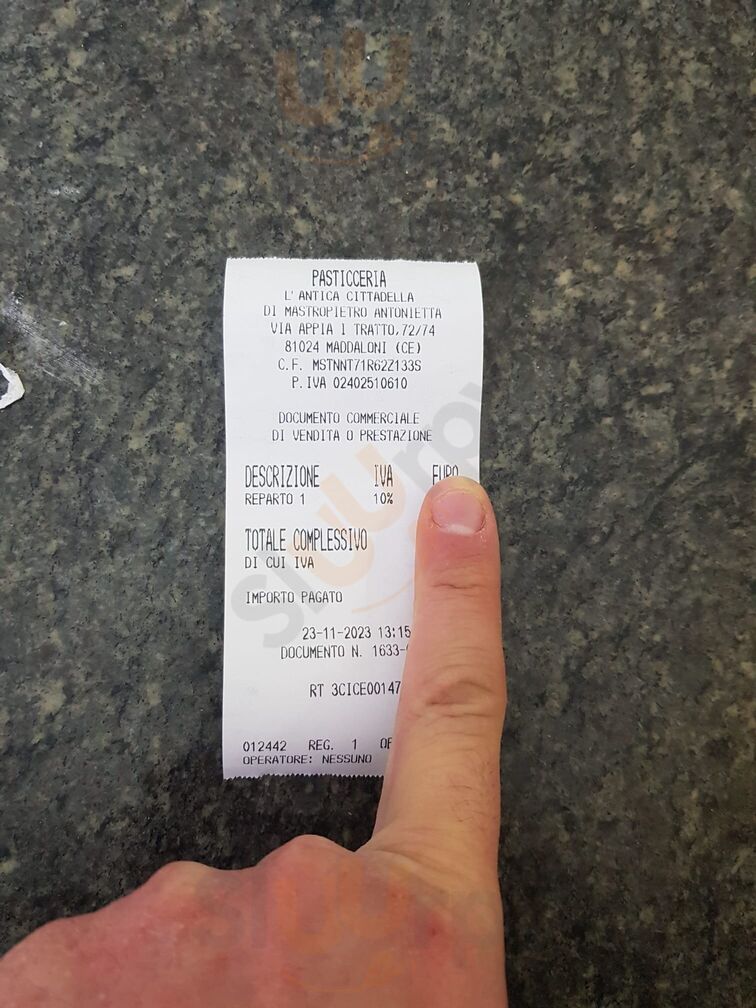 PASTICCERIA
L'ANTICA CITTADELLA
DI MASTROPIETRO ANTONIETTA
VIA APPIA 1 TRATTO,72/74
81024 MADDALONI (CE)
C.F. MSTNNT71R62Z133S
P.IVA 02402510610
DOCUMENTO COMMERCIALE
DI VENDITA O PRESTAZIONE
DESCRIZIONE IVA EURO
REPARTO 1 10%
TOTALE COMPLESSIVO
DI CUI IVA
IMPORTO PAGATO
23-11-2023 13:15
DOCUMENTO N. 1633-
RT 3CICE00147
012442 REG. 1
OPERATORE: NESSUNO